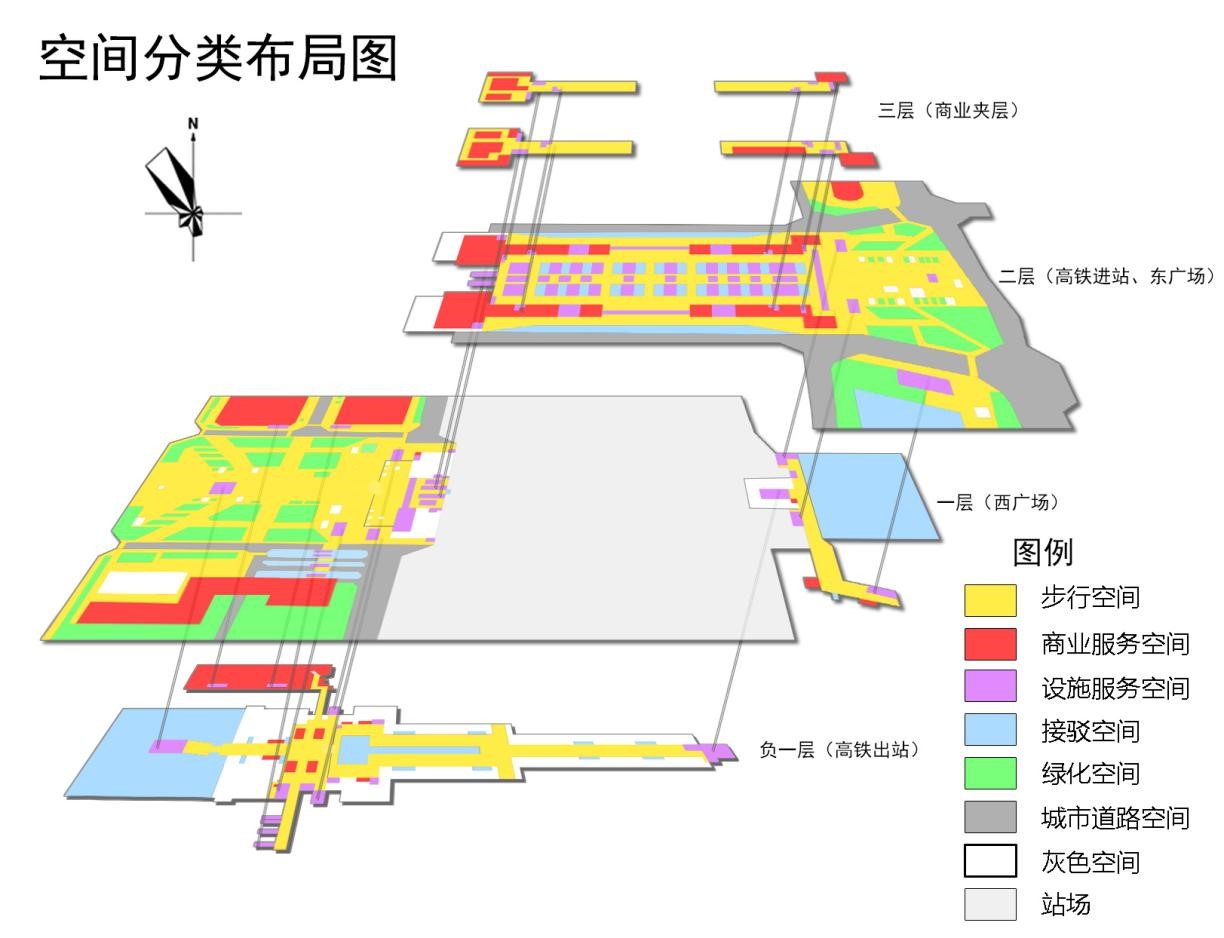 空间分类布局图
N
三层（商业夹层）
二层（高铁进站、东广场）
一层（西广场）
负一层（高铁出站）
图例
步行空间
商业服务空间
设施服务空间
接驳空间
绿化空间
城市道路空间
灰色空间
站场